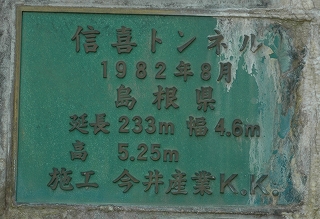 信喜トンネル
1982年8月
島根県
延長 233m 幅 4.6m
高 5.25m
施工 今井産業K.K.